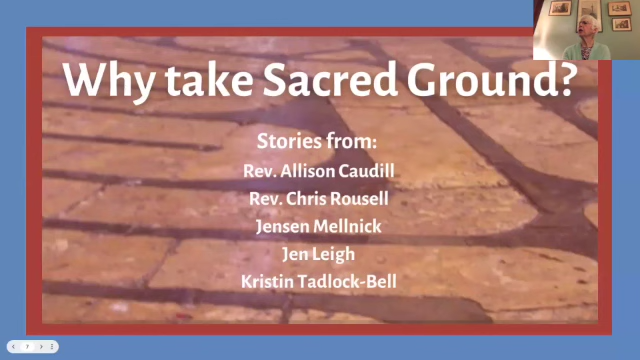 Why take Sacred Ground?
Stories from:
Rev. Allison Caudill
Rev. Chris Rousell
Jensen Mellnick
Jen Leigh
Kristin Tadlock-Bell
7